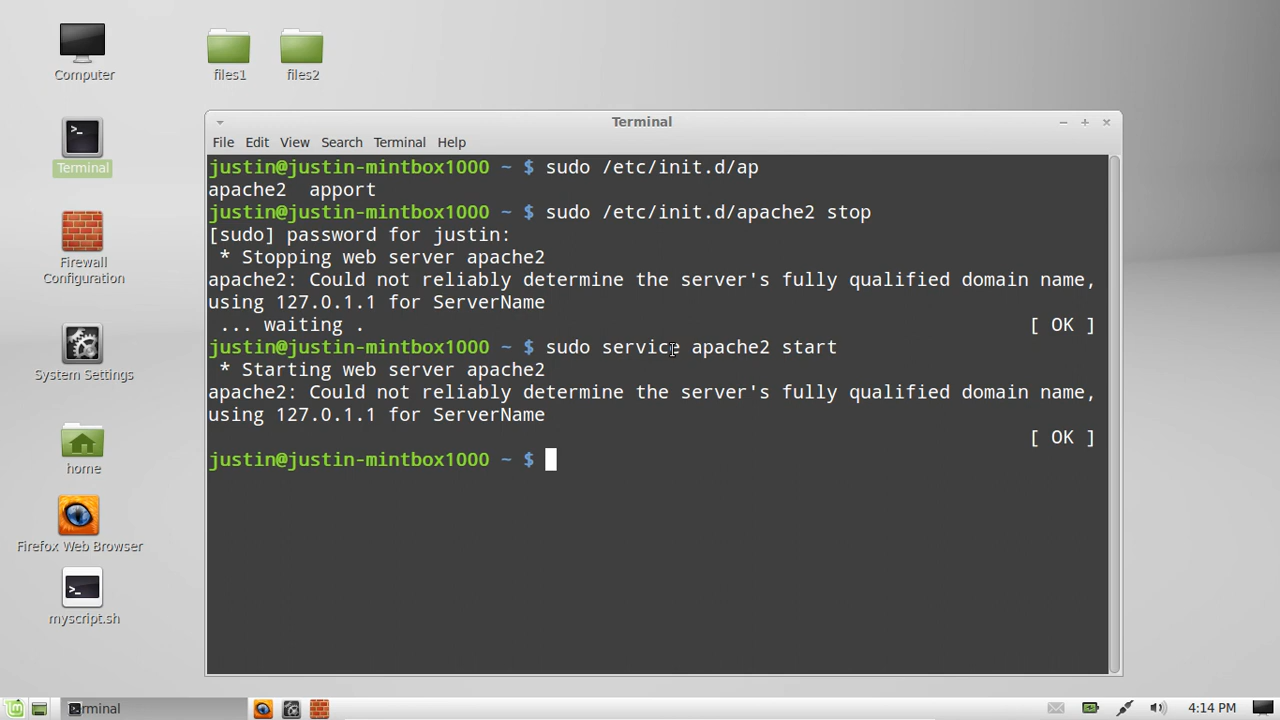 Computer
files1
files2
Terminal
Firewall
Configuration
System Settings
home
Firefox Web Browser
myscript.sh
Terminal
File Edit View Search Terminal Help
justin@justin-mintbox1000 ~ $ sudo /etc/init.d/ap
apache2  apport
justin@justin-mintbox1000 ~ $ sudo /etc/init.d/apache2 stop
[sudo] password for justin:
 * Stopping web server apache2
apache2: Could not reliably determine the server's fully qualified domain name,
using 127.0.1.1 for ServerName
 ... waiting . [ OK ]
justin@justin-mintbox1000 ~ $ sudo service apache2 start
 * Starting web server apache2
apache2: Could not reliably determine the server's fully qualified domain name,
using 127.0.1.1 for ServerName
[ OK ]
justin@justin-mintbox1000 ~ $
rminal
4:14 PM